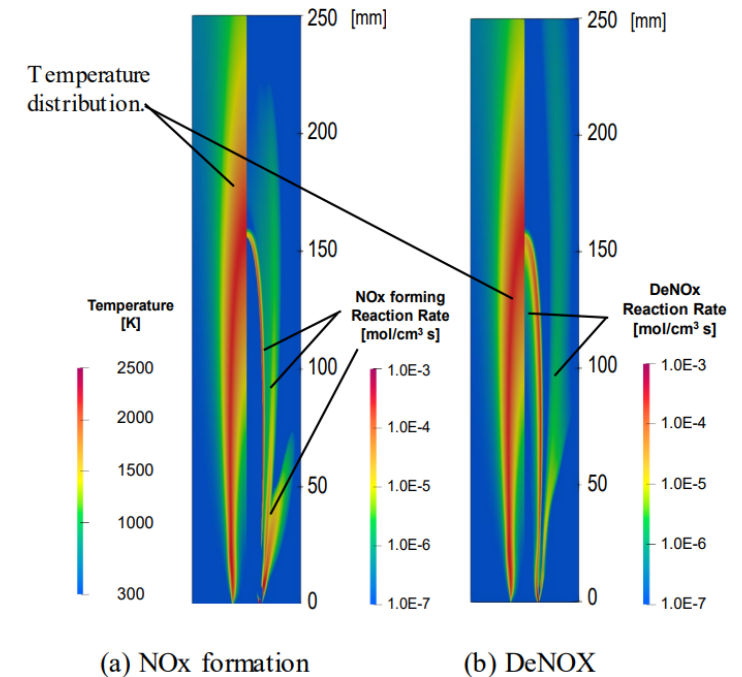 250 [mm]
250 [mm]
Temperature
distribution.
200
200
150
150
Temperature
[K]
NOx forming
Reaction Rate
[mol/cm³ s]
DeNOx
Reaction Rate
[mol/cm³ s]
100
100
2500
2000
1500
1000
300
1.0E-3
1.0E-4
1.0E-5
1.0E-6
1.0E-7
1.0E-3
1.0E-4
1.0E-5
1.0E-6
1.0E-7
50
50
0
0
(a) NOx formation
(b) DeNOX